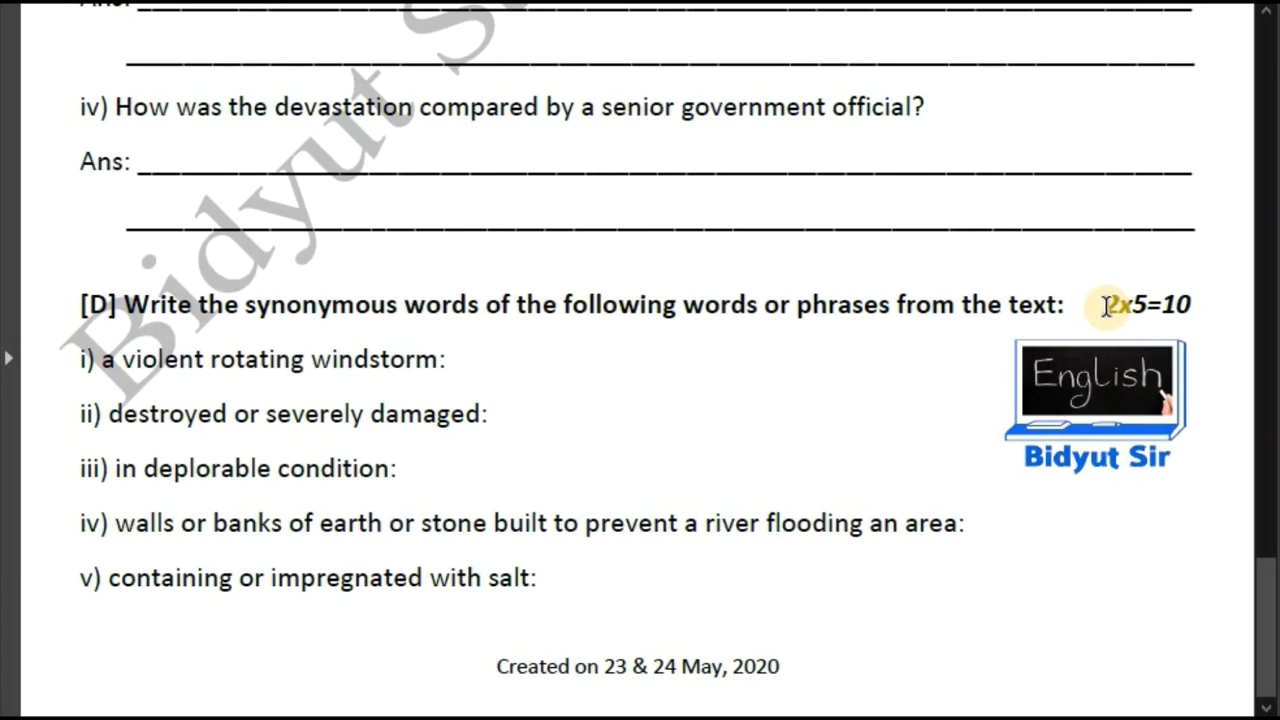 iv) How was the devastation compared by a senior government official?
Ans:
[D] Write the synonymous words of the following words or phrases from the text: 2x5=10
i) a violent rotating windstorm:
English
ii) destroyed or severely damaged:
Bidyut Sir
iii) in deplorable condition:
iv) walls or banks of earth or stone built to prevent a river flooding an area:
v) containing or impregnated with salt:
Created on 23 & 24 May, 2020
Bidyut